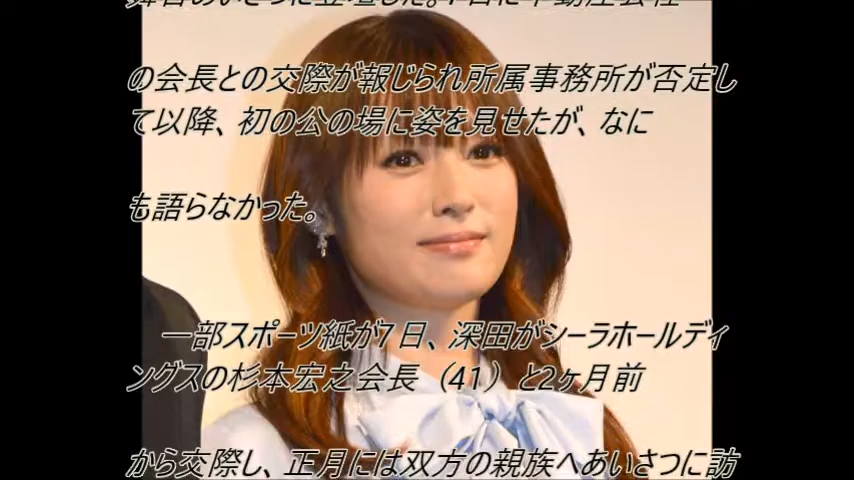 の会長との交際が報じられ所属事務所が否定し
て以降、初の公の場に姿を見せたが、なに
も語らなかった。
一部スポーツ紙が7日、深田がシーラホールディ
ングスの杉本宏之会長（41）と2ヶ月前
から交際し、正月には双方の親族へあいさつに訪